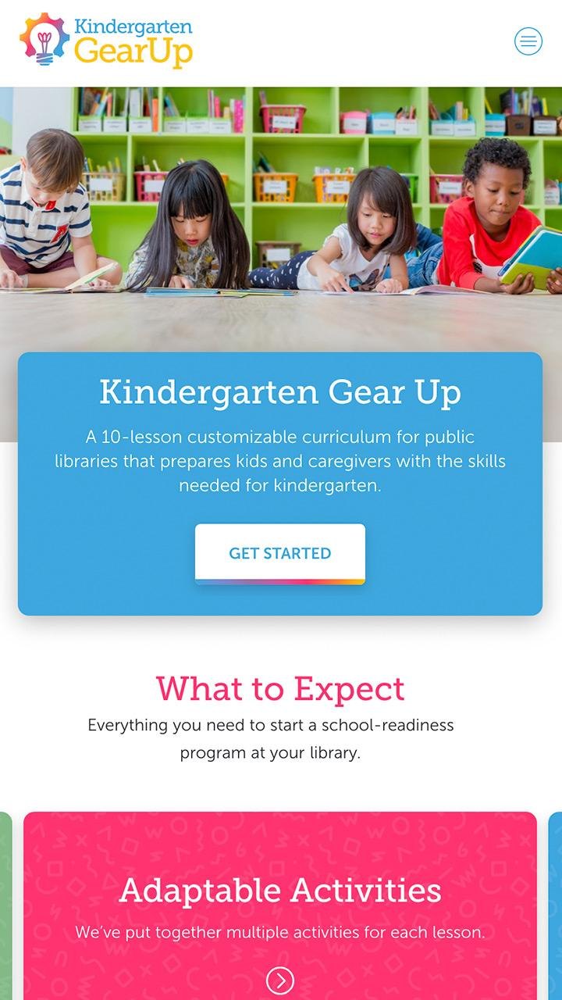 Kindergarten
GearUp
Kindergarten Gear Up
A 10-lesson customizable curriculum for public
libraries that prepares kids and caregivers with the skills
needed for kindergarten.
GET STARTED
What to Expect
Everything you need to start a school-readiness
program at your library.
Adaptable Activities
We’ve put together multiple activities for each lesson.